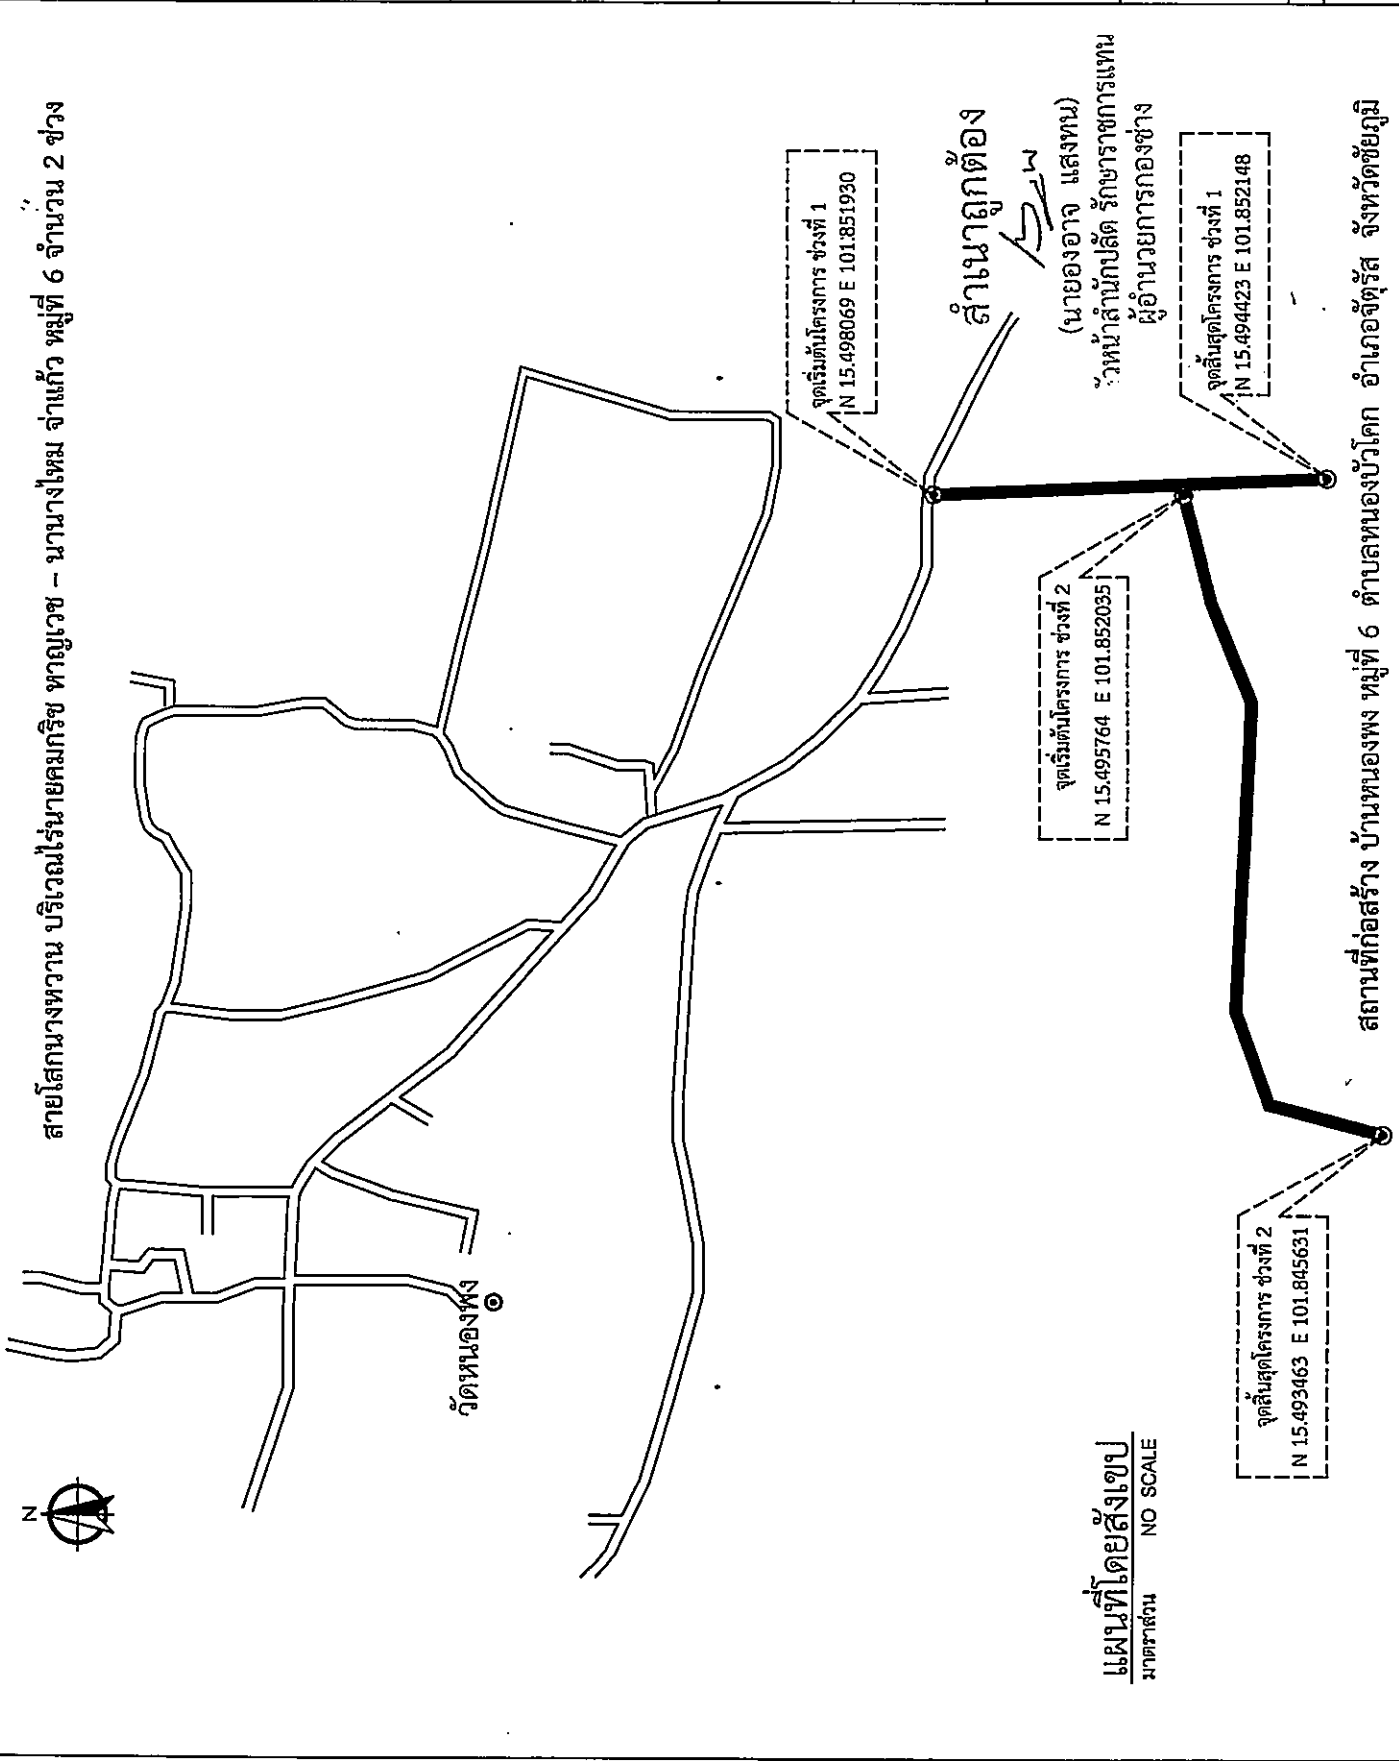 สายโสกนางหวาน บริเวณไร่นายคมกริช หาญเวช – นานางไหม จ่าแก้ว หมู่ที่ 6 จำนวน 2 ช่วง
N
วัดหนองพง
จุดเริ่มต้นโครงการ ช่วงที่ 1
N 15.498069 E 101.851930
สำเนาถูกต้อง
(นายองอาจ แสงทน)
หัวหน้าสำนักปลัด รักษาราชการแทน
ผู้อำนวยการกองช่าง
จุดเริ่มต้นโครงการ ช่วงที่ 2
N 15.495764 E 101.852035
จุดสิ้นสุดโครงการ ช่วงที่ 1
N 15.494423 E 101.852148
จุดสิ้นสุดโครงการ ช่วงที่ 2
N 15.493463 E 101.845631
แผนที่โดยสังเขป
มาตราส่วน NO SCALE
สถานที่ก่อสร้าง บ้านหนองพง หมู่ที่ 6 ตำบลหนองบัวโคก อำเภอจัตุรัส จังหวัดชัยภูมิ